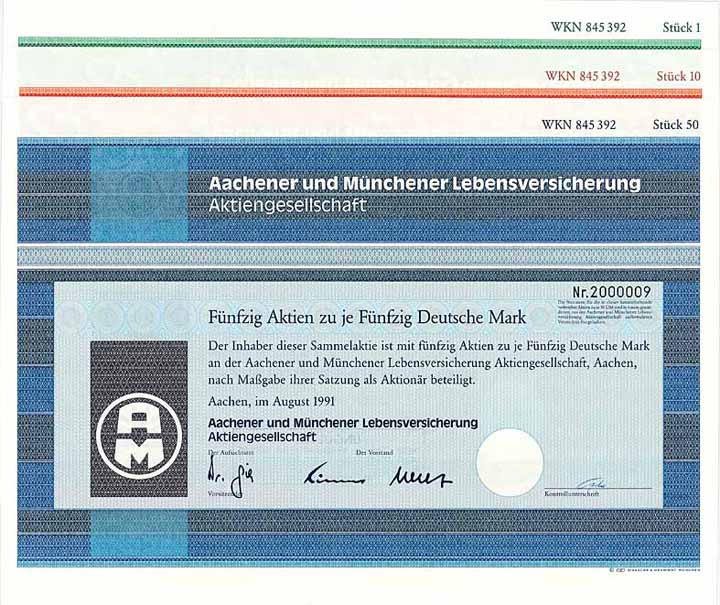 WKN 845 392 Stück 1
WKN 845 392 Stück 10
WKN 845 392 Stück 50
Aachener und Münchener Lebensversicherung
Aktiengesellschaft
Nr.2000009
Fünfzig Aktien zu je Fünfzig Deutsche Mark
Der Inhaber dieser Sammelaktie ist mit fünfzig Aktien zu je Fünfzig Deutsche Mark
an der Aachener und Münchener Lebensversicherung Aktiengesellschaft, Aachen,
nach Maßgabe ihrer Satzung als Aktionär beteiligt.
Aachen, im August 1991
AM
Aachener und Münchener Lebensversicherung
Aktiengesellschaft
Der Aufsichtsrat Der Vorstand
Vorsitzender Kontrollunterschrift